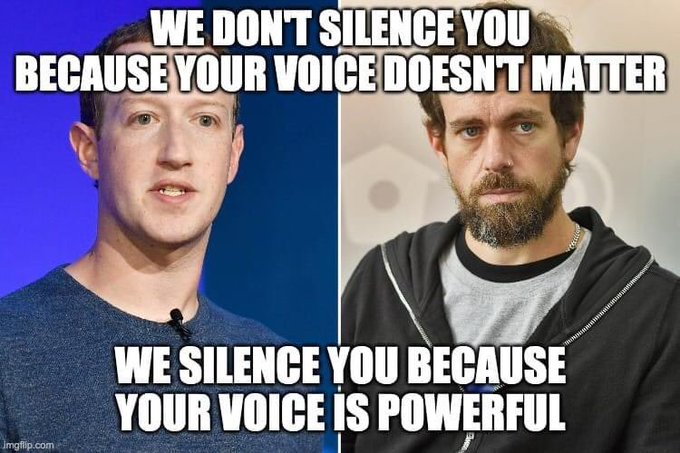 WE DON'T SILENCE YOU
BECAUSE YOUR VOICE DOESN'T MATTER
WE SILENCE YOU BECAUSE
YOUR VOICE IS POWERFUL
imgflip.com